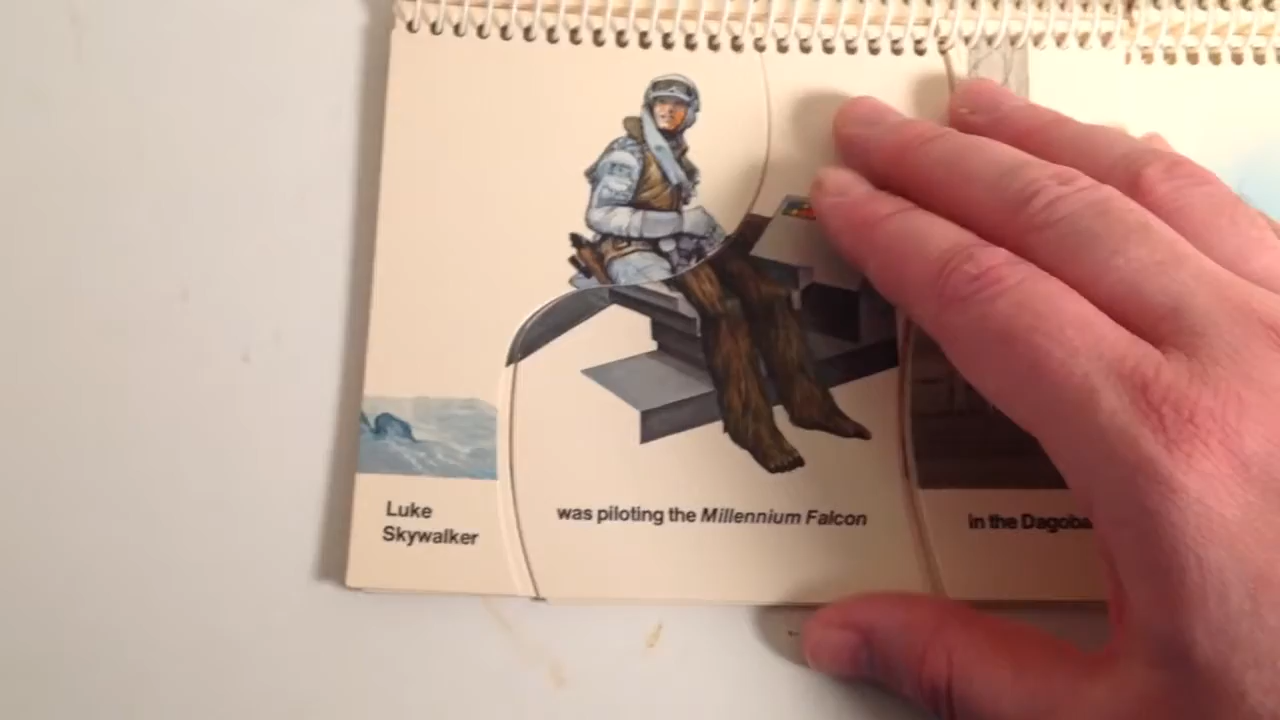 Luke
Skywalker
was piloting the Millennium Falcon
in the Dagoba